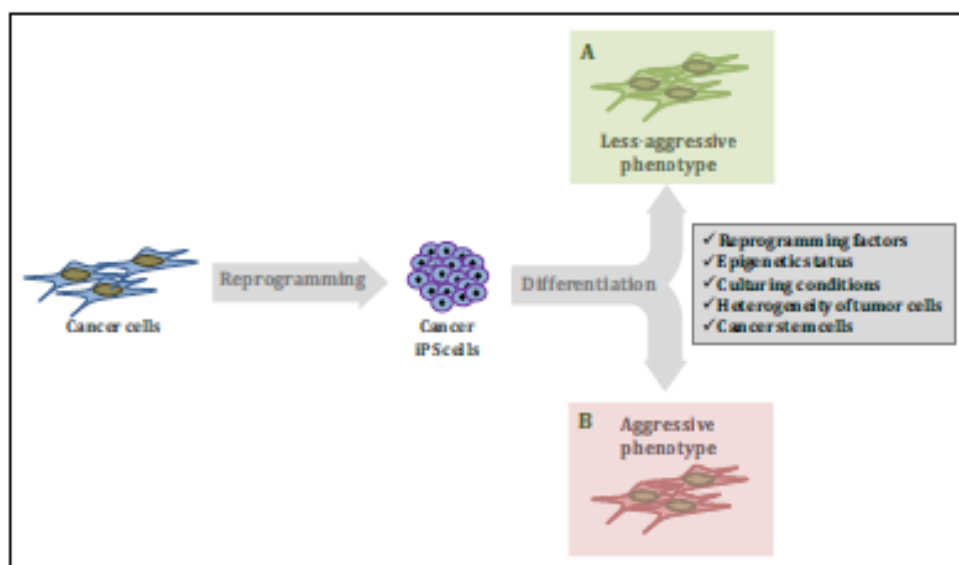 A
Less-aggressive
phenotype
Reprogramming
Differentiation
Cancer cells
Cancer
iPS cells
✓ Reprogramming factors
✓ Epigenetic status
✓ Culturing conditions
✓ Heterogeneity of tumor cells
✓ Cancer stem cells
B
Aggressive
phenotype